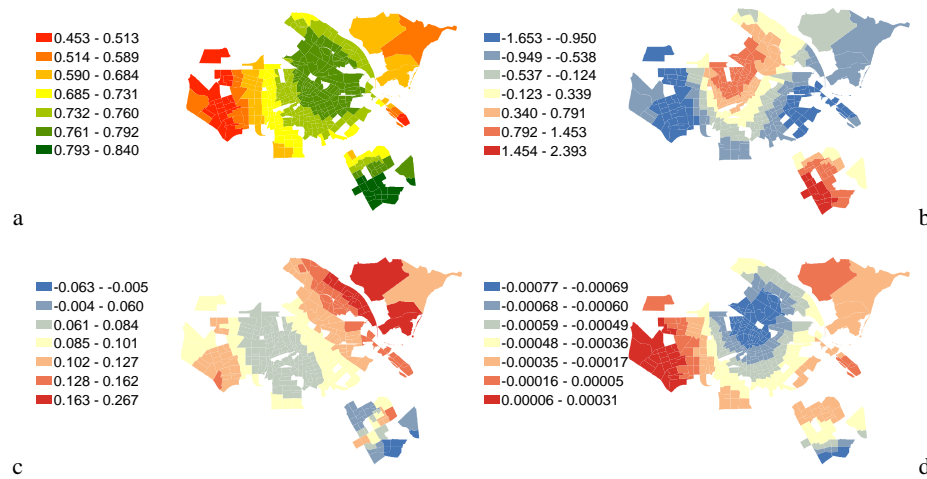 0.453 - 0.513
0.514 - 0.589
0.590 - 0.684
0.685 - 0.731
0.732 - 0.760
0.761 - 0.792
0.793 - 0.840
a
-1.653 - -0.950
-0.949 - -0.538
-0.537 - -0.124
-0.123 - 0.339
0.340 - 0.791
0.792 - 1.453
1.454 - 2.393
b
-0.063 - -0.005
-0.004 - 0.060
0.061 - 0.084
0.085 - 0.101
0.102 - 0.127
0.128 - 0.162
0.163 - 0.267
c
-0.00077 - -0.00069
-0.00068 - -0.00060
-0.00059 - -0.00049
-0.00048 - -0.00036
-0.00035 - -0.00017
-0.00016 - 0.00005
0.00006 - 0.00031
d